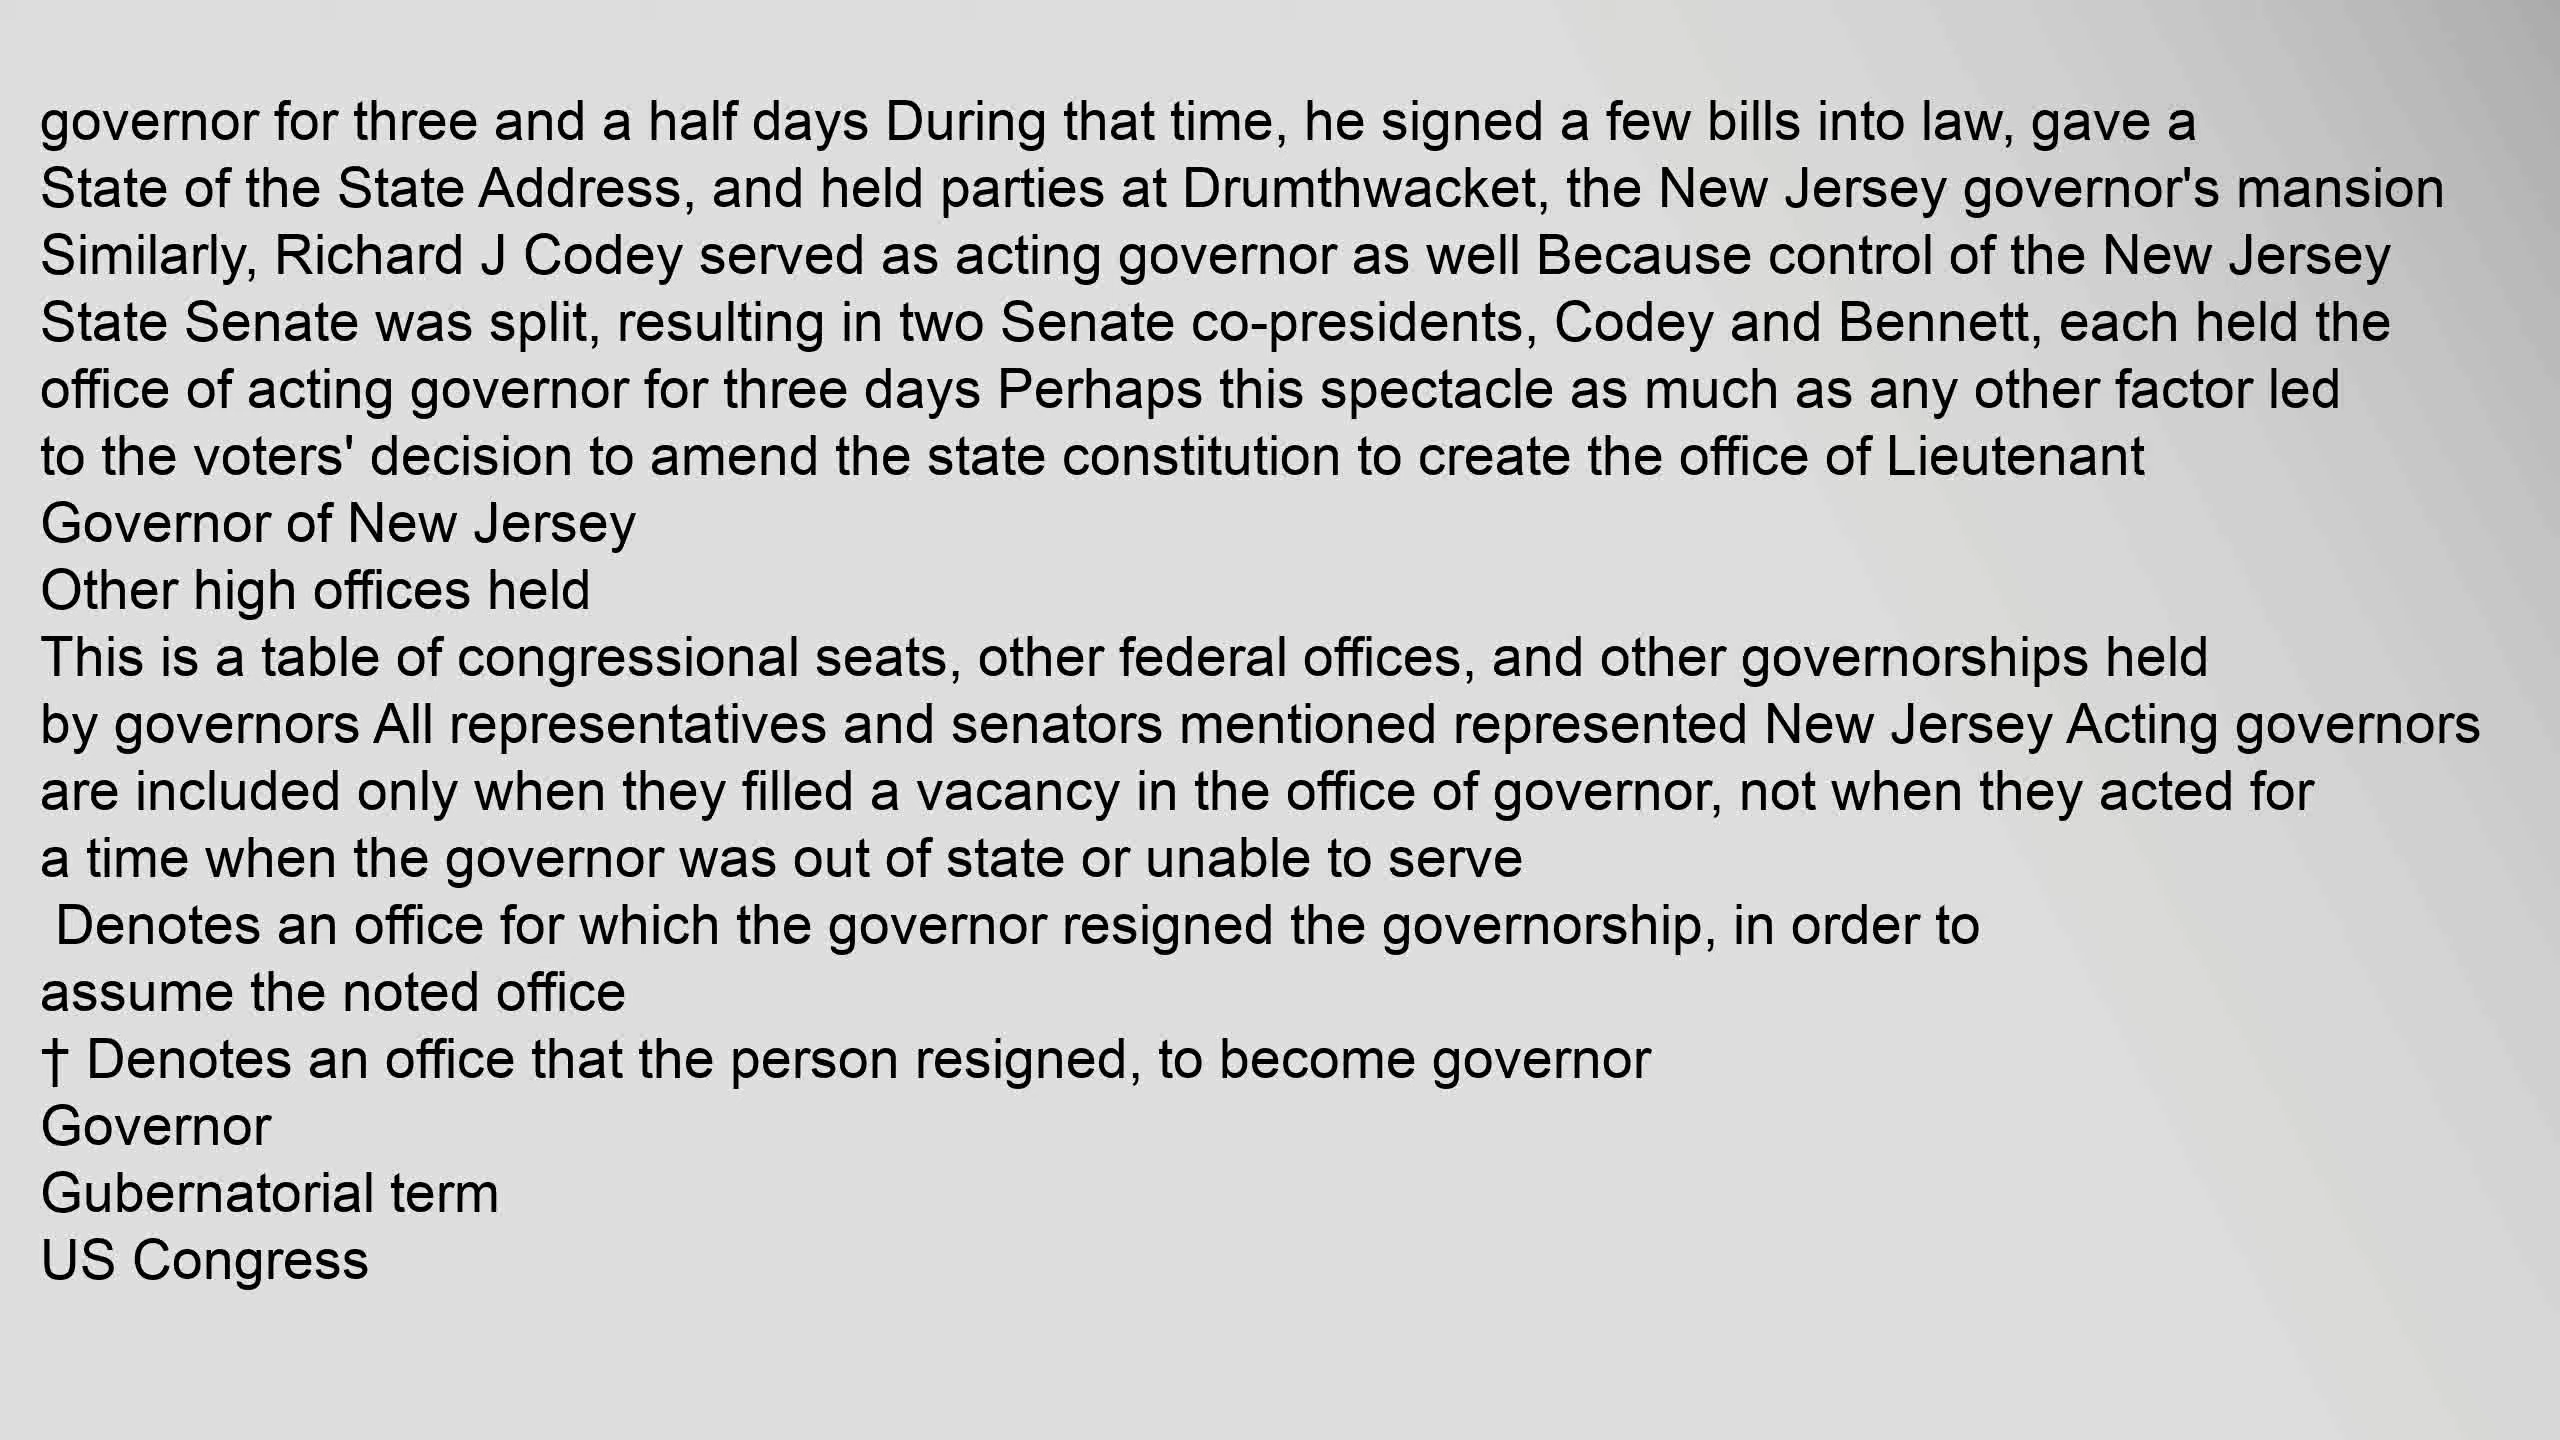 governor for three and a half days During that time, he signed a few bills into law, gave a
State of the State Address, and held parties at Drumthwacket, the New Jersey governor's mansion
Similarly, Richard J Codey served as acting governor as well Because control of the New Jersey
State Senate was split, resulting in two Senate co-presidents, Codey and Bennett, each held the
office of acting governor for three days Perhaps this spectacle as much as any other factor led
to the voters' decision to amend the state constitution to create the office of Lieutenant
Governor of New Jersey
Other high offices held
This is a table of congressional seats, other federal offices, and other governorships held
by governors All representatives and senators mentioned represented New Jersey Acting governors
are included only when they filled a vacancy in the office of governor, not when they acted for
a time when the governor was out of state or unable to serve
Denotes an office for which the governor resigned the governorship, in order to
assume the noted office
† Denotes an office that the person resigned, to become governor
Governor
Gubernatorial term
US Congress